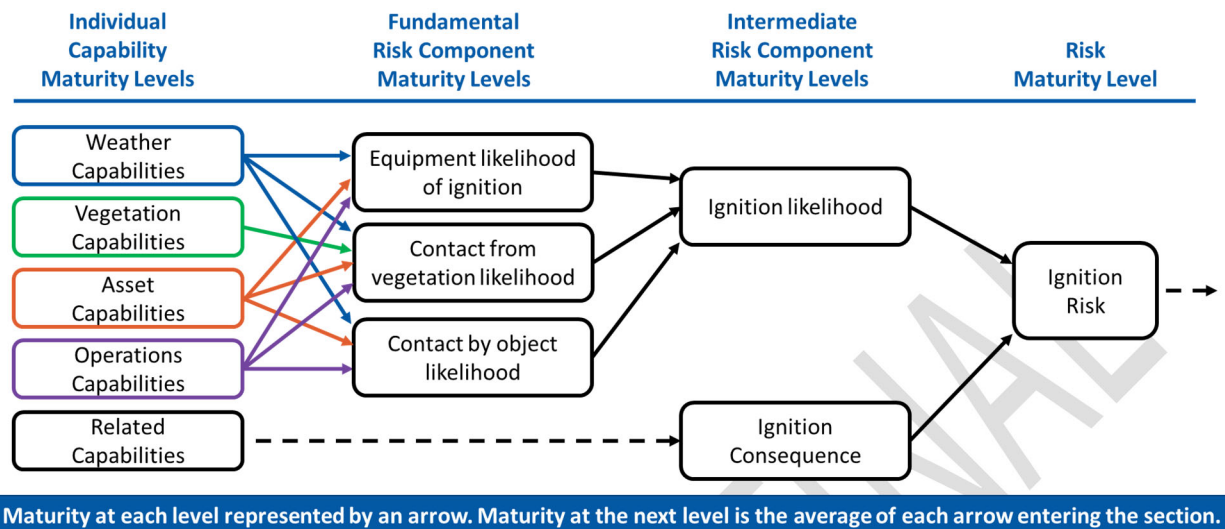 Individual
Capability
Maturity Levels
Fundamental
Risk Component
Maturity Levels
Intermediate
Risk Component
Maturity Levels
Risk
Maturity Level
Weather
Capabilities
Vegetation
Capabilities
Asset
Capabilities
Operations
Capabilities
Related
Capabilities
Equipment likelihood
of ignition
Contact from
vegetation likelihood
Contact by object
likelihood
Ignition likelihood
Ignition
Consequence
Ignition
Risk
Maturity at each level represented by an arrow. Maturity at the next level is the average of each arrow entering the section.